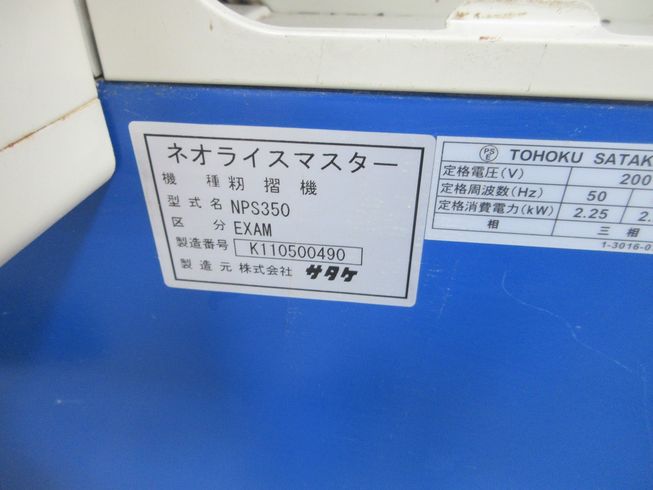 ネオライスマスター
機 種 籾 摺 機
型 式 名 NPS350
区 分 EXAM
製造番号 K110500490
製 造 元 株式会社 サタケ
PS E TOHOKU SATAK
定格電圧(V) 200
定格周波数(Hz) 50
定格消費電力(kW) 2.25 2.
相 三 相
1-3016-0